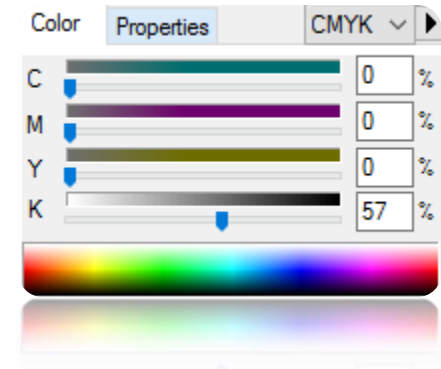 Color Properties CMYK
C 0 %
M 0 %
Y 0 %
K 57 %